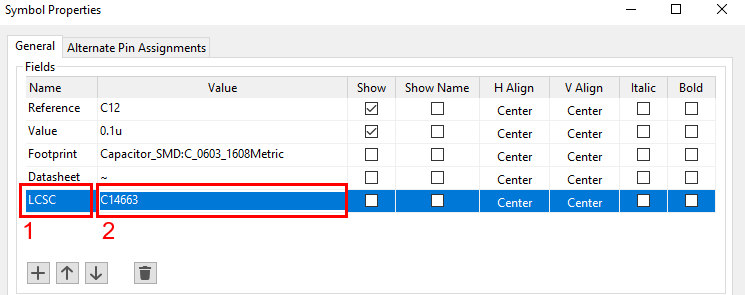 Symbol Properties
General Alternate Pin Assignments
Fields
Name Value Show Show Name H Align V Align Italic Bold
Reference C12 Center Center
Value 0.1u Center Center
Footprint Capacitor_SMD:C_0603_1608Metric Center Center
Datasheet ~ Center Center
LCSC C14663 Center Center
1 2